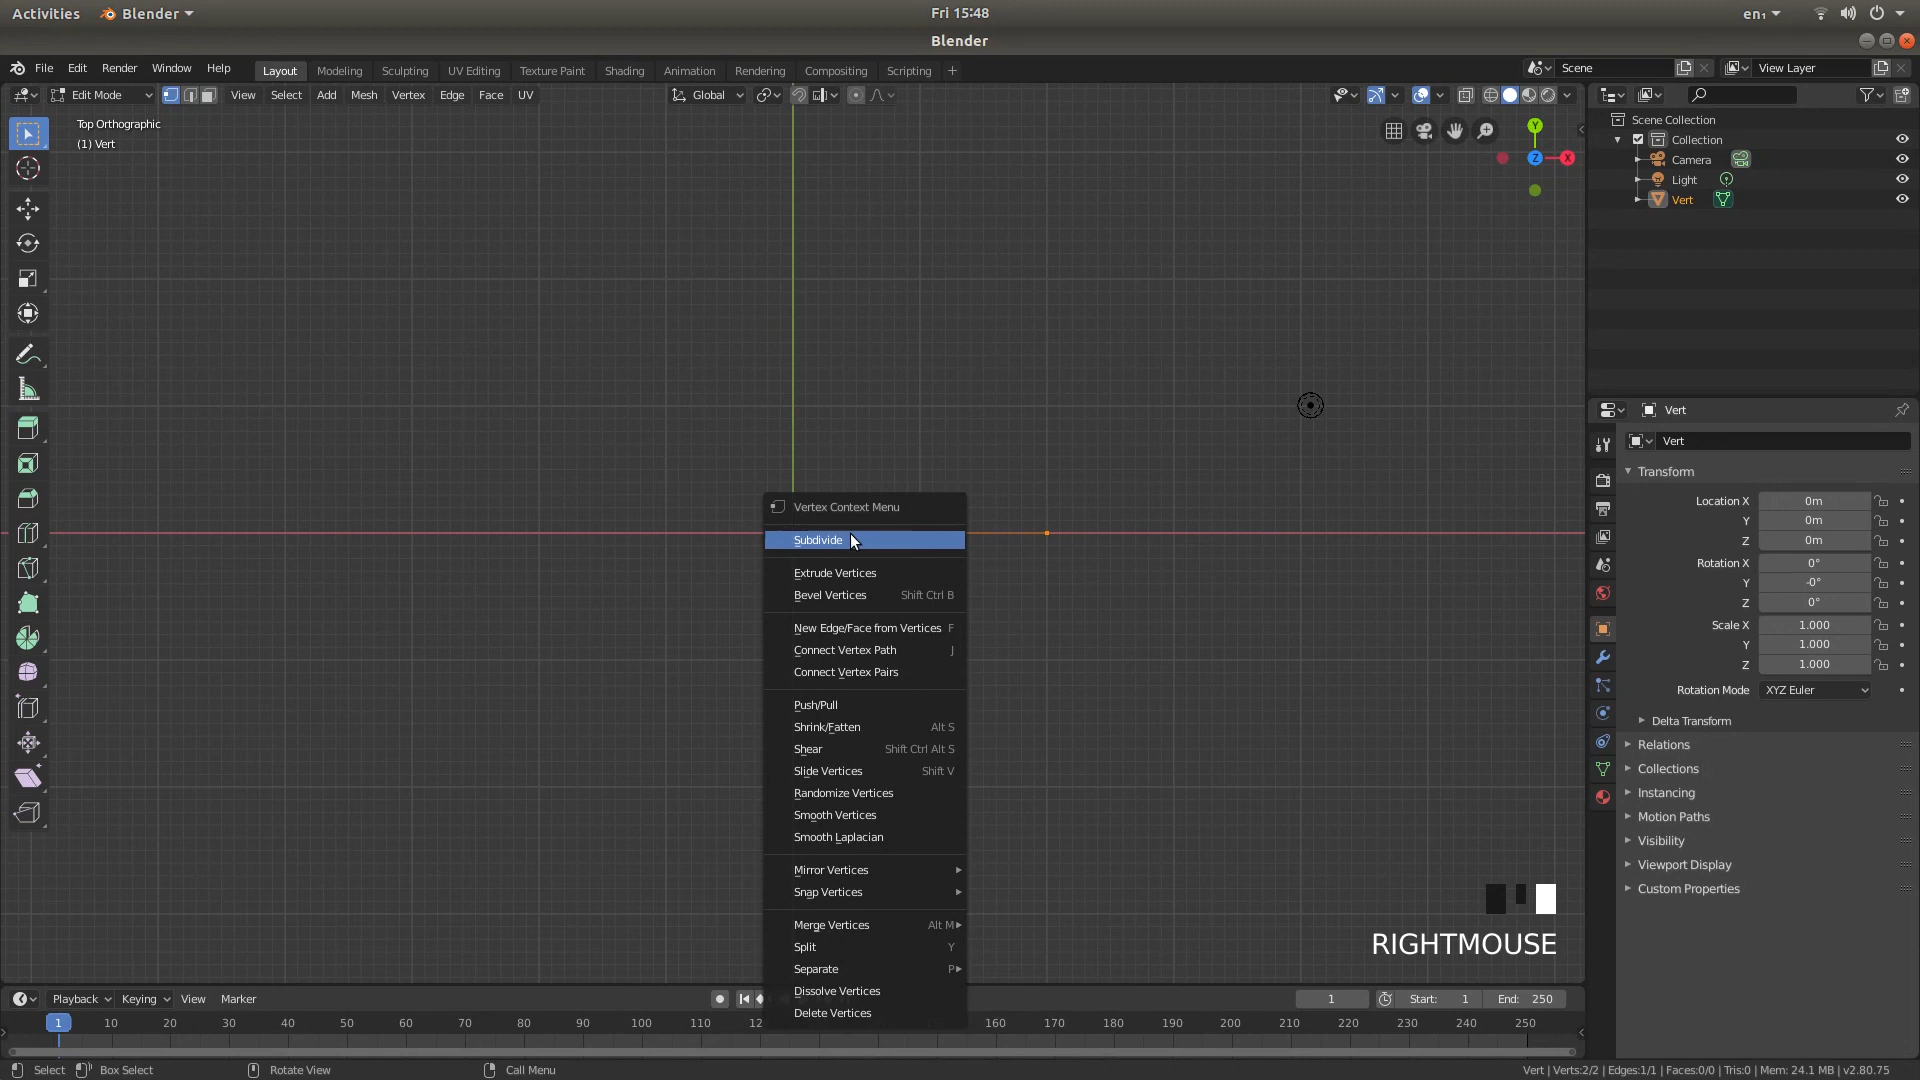 Activities Blender Fri 15:48 en₁
Blender
File Edit Render Window Help Layout Modeling Sculpting UV Editing Texture Paint Shading Animation Rendering Compositing Scripting + Scene View Layer
Edit Mode View Select Add Mesh Vertex Edge Face UV Global
Top Orthographic
(1) Vert
Y
Z X
Scene Collection
Collection
Camera
Light
Vert
Vertex Context Menu
Subdivide
Extrude Vertices
Bevel Vertices Shift Ctrl B
New Edge/Face from Vertices F
Connect Vertex Path J
Connect Vertex Pairs
Push/Pull
Shrink/Fatten Alt S
Shear Shift Ctrl Alt S
Slide Vertices Shift V
Randomize Vertices
Smooth Vertices
Smooth Laplacian
Mirror Vertices
Snap Vertices
Merge Vertices Alt M
Split Y
Separate P
Dissolve Vertices
Delete Vertices
Vert
Vert
Transform
Location X 0m
Y 0m
Z 0m
Rotation X 0°
Y -0°
Z 0°
Scale X 1.000
Y 1.000
Z 1.000
Rotation Mode XYZ Euler
Delta Transform
Relations
Collections
Instancing
Motion Paths
Visibility
Viewport Display
Custom Properties
RIGHTMOUSE
Playback Keying View Marker 1 Start: 1 End: 250
1 10 20 30 40 50 60 70 80 90 100 110 160 170 180 190 200 210 220 230 240 250
Select Box Select Rotate View Call Menu Vert | Verts:2/2 | Edges:1/1 | Faces:0/0 | Tris:0 | Mem: 24.1 MB | v2.80.75